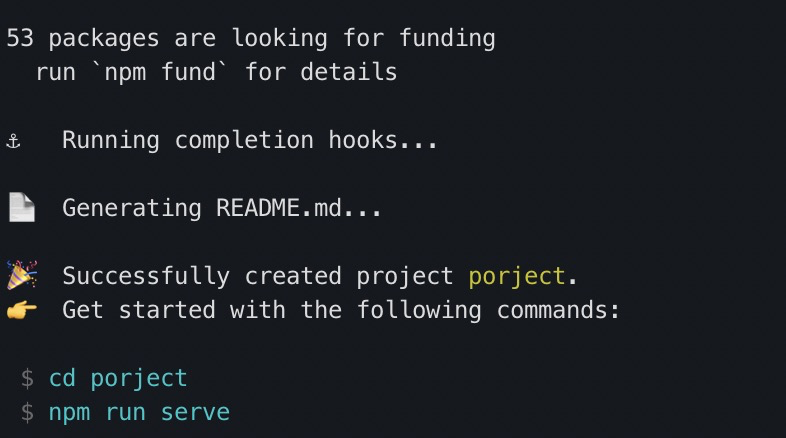 53 packages are looking for funding
  run `npm fund` for details
⚓  Running completion hooks...
📄  Generating README.md...
🎉  Successfully created project porject.
👉  Get started with the following commands:
 $ cd porject
 $ npm run serve